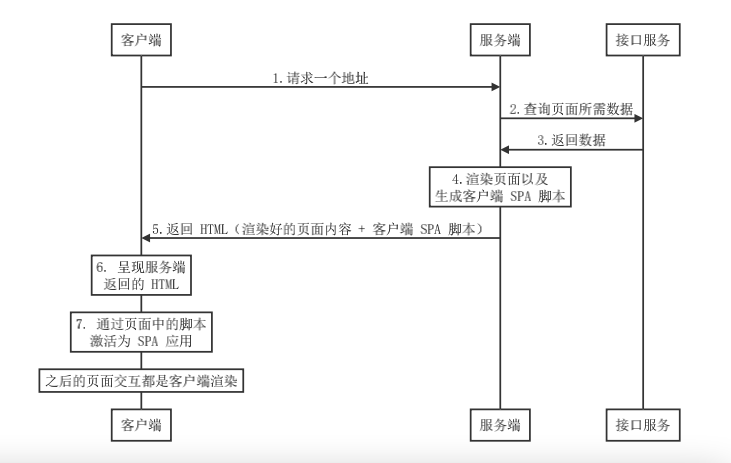 客户端
服务端
接口服务
1.请求一个地址
2.查询页面所需数据
3.返回数据
4.渲染页面以及
生成客户端 SPA 脚本
5.返回 HTML（渲染好的页面内容 + 客户端 SPA 脚本）
6. 呈现服务端
返回的 HTML
7. 通过页面中的脚本
激活为 SPA 应用
之后的页面交互都是客户端渲染
客户端
服务端
接口服务